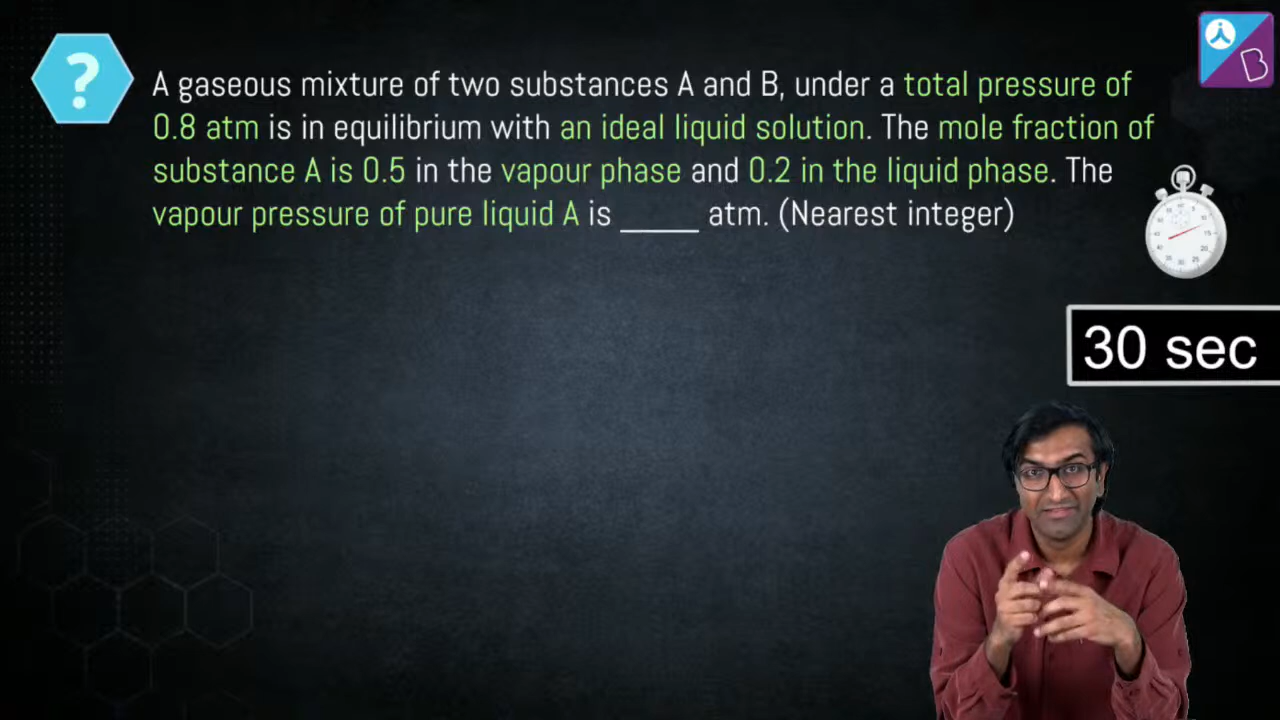 ?
A gaseous mixture of two substances A and B, under a total pressure of
0.8 atm is in equilibrium with an ideal liquid solution. The mole fraction of
substance A is 0.5 in the vapour phase and 0.2 in the liquid phase. The
vapour pressure of pure liquid A is _____ atm. (Nearest integer)
30 sec
B